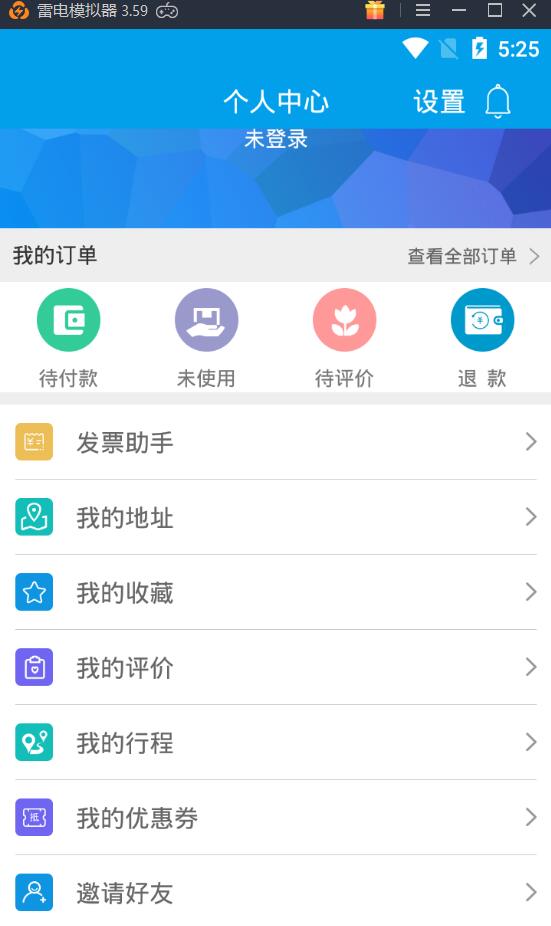 雷电模拟器 3.59
5:25
个人中心
设置
未登录
我的订单
查看全部订单
待付款
未使用
待评价
退 款
发票助手
我的地址
我的收藏
我的评价
我的行程
抵
我的优惠券
邀请好友